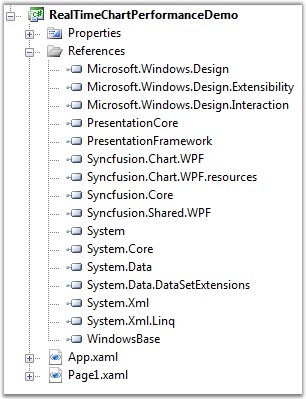 RealTimeChartPerformanceDemo
Properties
References
Microsoft.Windows.Design
Microsoft.Windows.Design.Extensibility
Microsoft.Windows.Design.Interaction
PresentationCore
PresentationFramework
Syncfusion.Chart.WPF
Syncfusion.Chart.WPF.resources
Syncfusion.Core
Syncfusion.Shared.WPF
System
System.Core
System.Data
System.Data.DataSetExtensions
System.Xml
System.Xml.Linq
WindowsBase
App.xaml
Page1.xaml